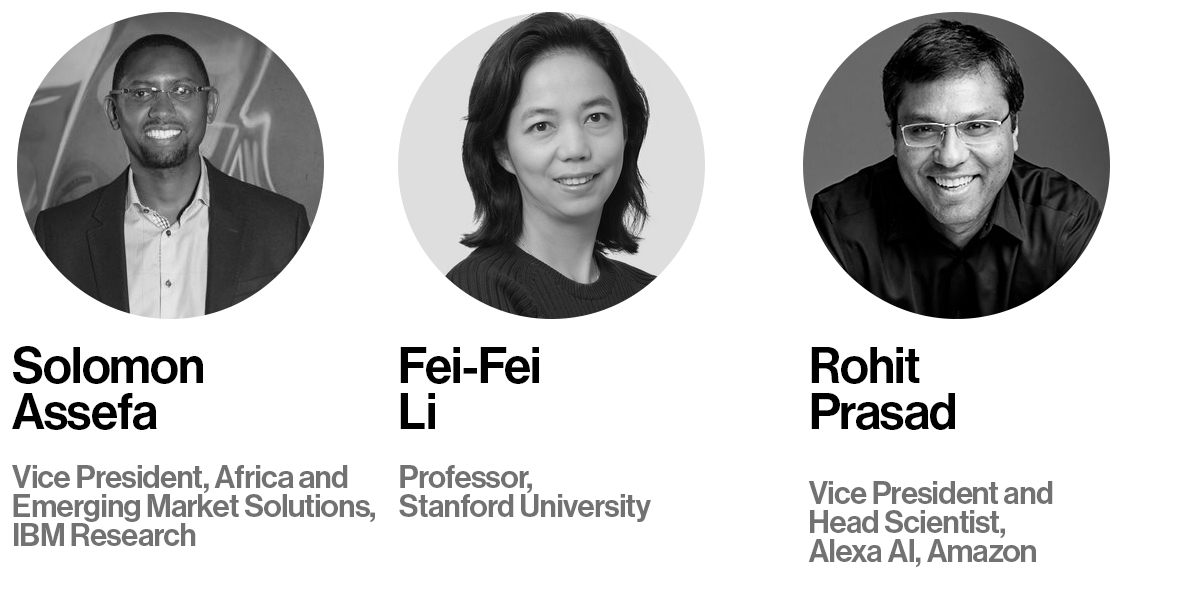 Solomon
Assefa
Vice President, Africa and
Emerging Market Solutions,
IBM Research
Fei-Fei
Li
Professor,
Stanford University
Rohit
Prasad
Vice President and
Head Scientist,
Alexa AI, Amazon